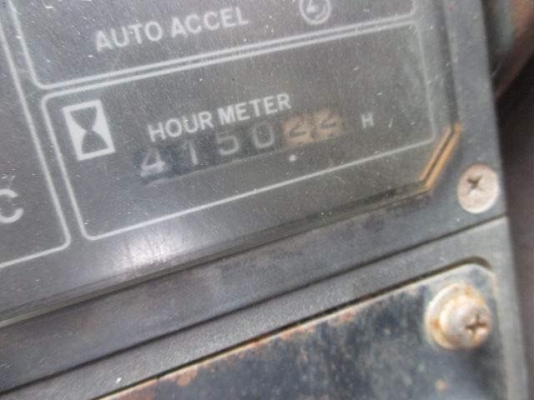 AUTO ACCEL
HOUR METER
415022 H
C